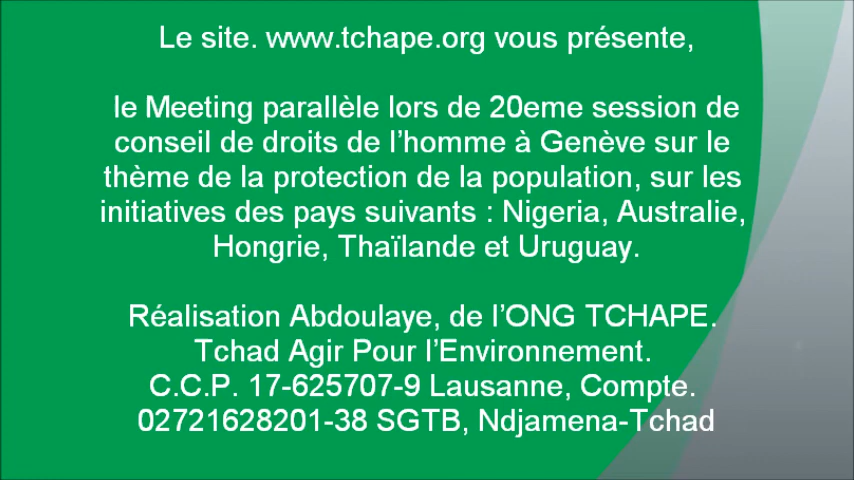 Le site. www.tchape.org vous présente,
le Meeting parallèle lors de 20eme session de
conseil de droits de l'homme à Genève sur le
thème de la protection de la population, sur les
initiatives des pays suivants : Nigeria, Australie,
Hongrie, Thaïlande et Uruguay.
Réalisation Abdoulaye, de l'ONG TCHAPE.
Tchad Agir Pour l'Environnement.
C.C.P. 17-625707-9 Lausanne, Compte.
02721628201-38 SGTB, Ndjamena-Tchad